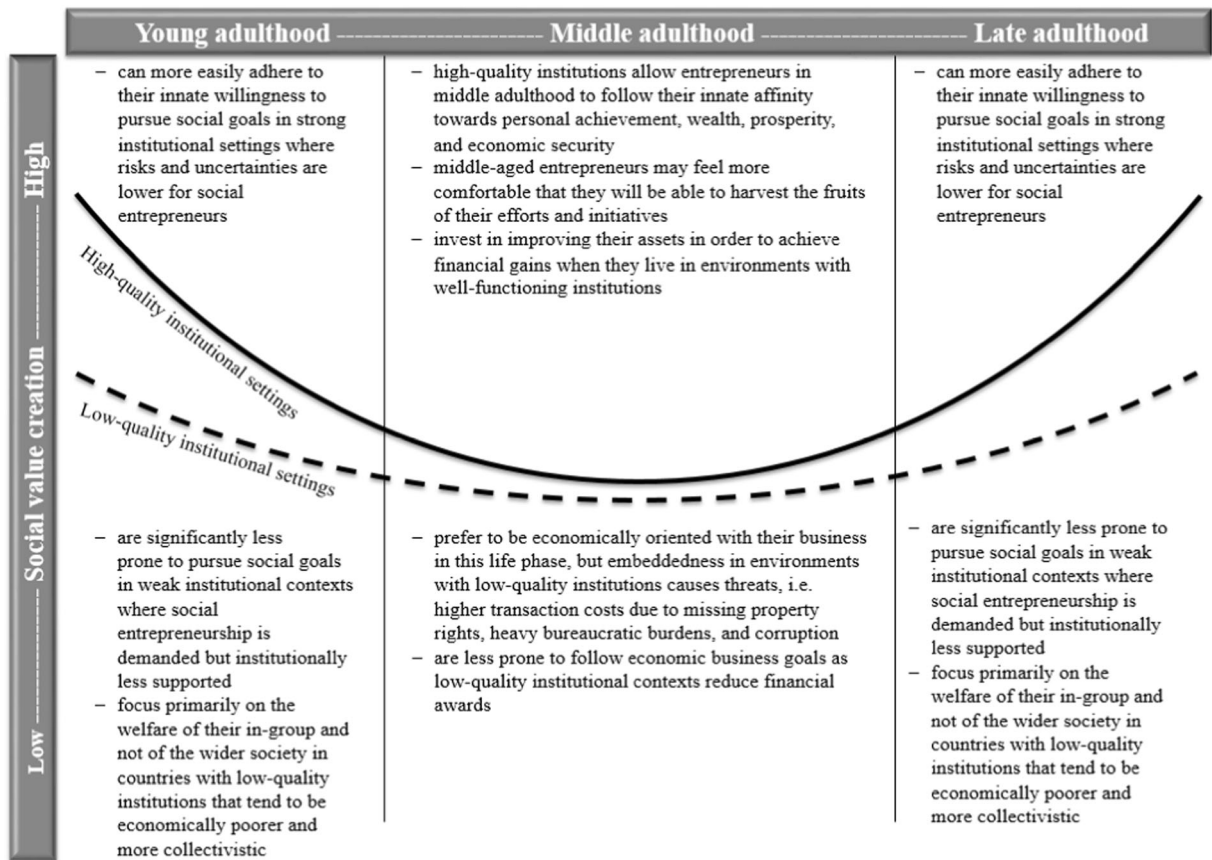 Young adulthood ---------------------- Middle adulthood ---------------------- Late adulthood
Low ---------- Social value creation ---------- High
– can more easily adhere to
their innate willingness to
pursue social goals in strong
institutional settings where
risks and uncertainties are
lower for social
entrepreneurs
– high-quality institutions allow entrepreneurs in
middle adulthood to follow their innate affinity
towards personal achievement, wealth, prosperity,
and economic security
– middle-aged entrepreneurs may feel more
comfortable that they will be able to harvest the fruits
of their efforts and initiatives
– invest in improving their assets in order to achieve
financial gains when they live in environments with
well-functioning institutions
– can more easily adhere to
their innate willingness to
pursue social goals in strong
institutional settings where
risks and uncertainties are
lower for social
entrepreneurs
High-quality institutional settings
Low-quality institutional settings
– are significantly less
prone to pursue social goals
in weak institutional contexts
where social
entrepreneurship is
demanded but institutionally
less supported
– focus primarily on the
welfare of their in-group and
not of the wider society in
countries with low-quality
institutions that tend to be
economically poorer and
more collectivistic
– prefer to be economically oriented with their business
in this life phase, but embeddedness in environments
with low-quality institutions causes threats, i.e.
higher transaction costs due to missing property
rights, heavy bureaucratic burdens, and corruption
– are less prone to follow economic business goals as
low-quality institutional contexts reduce financial
awards
– are significantly less prone to
pursue social goals in weak
institutional contexts where
social entrepreneurship is
demanded but institutionally
less supported
– focus primarily on the
welfare of their in-group and
not of the wider society in
countries with low-quality
institutions that tend to be
economically poorer and
more collectivistic